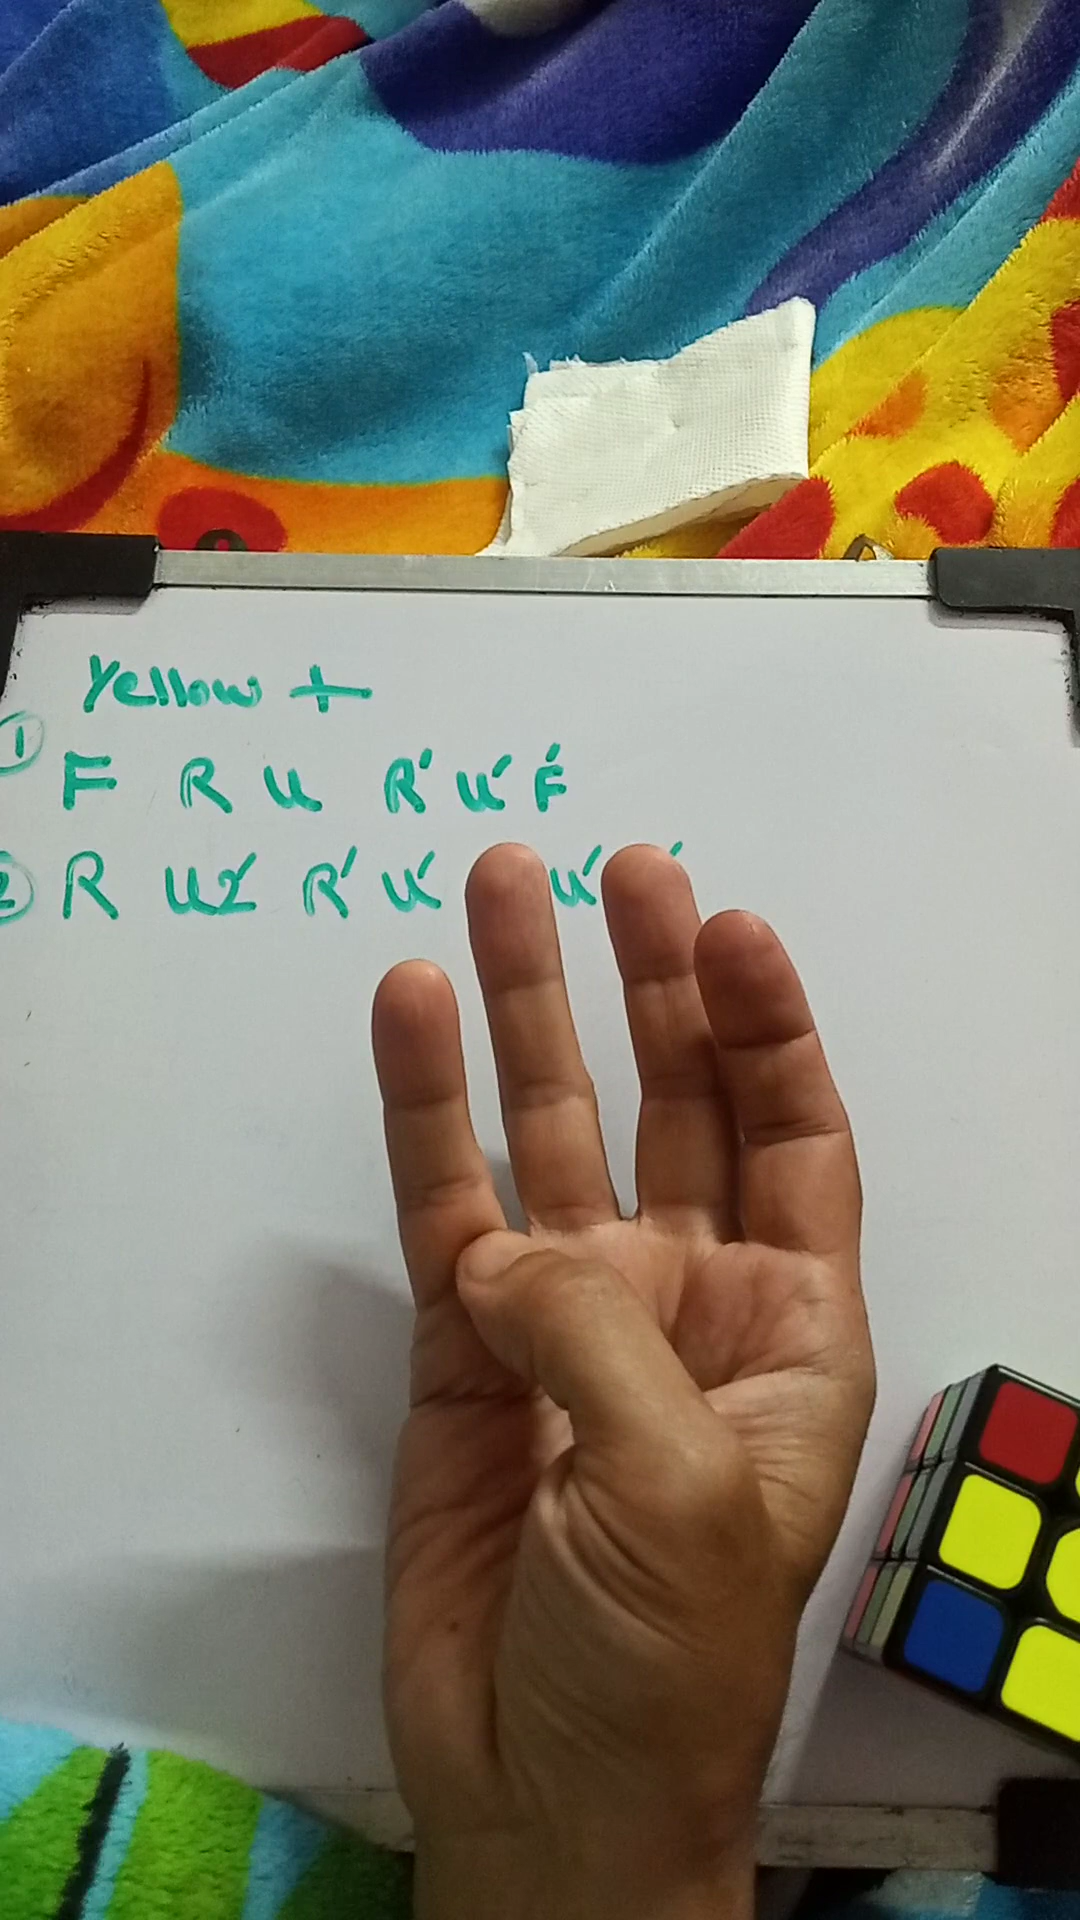 Yellow +
① F R U R' U' F'
② R U2' R' U' U' '